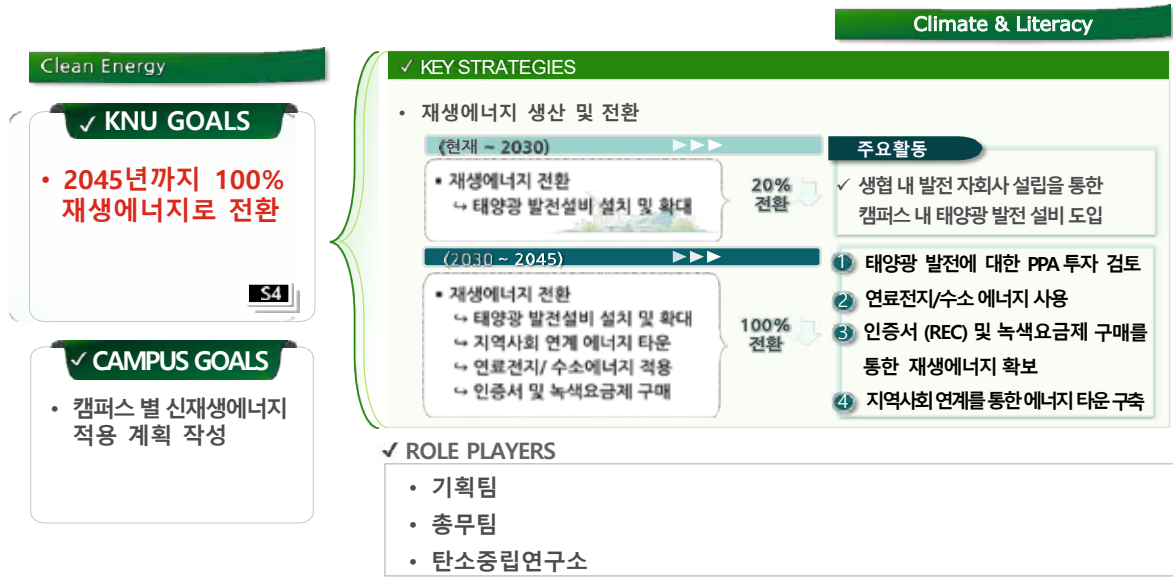 Climate & Literacy
Clean Energy
✓ KNU GOALS
• 2045년까지 100%
재생에너지로 전환
S4
✓ CAMPUS GOALS
• 캠퍼스 별 신재생에너지
적용 계획 작성
✓ KEY STRATEGIES
• 재생에너지 생산 및 전환
(현재 ~ 2030) ▶▶▶
▪ 재생에너지 전환
↪ 태양광 발전설비 설치 및 확대
20%
전환
주요활동
✓ 생협 내 발전 자회사 설립을 통한
캠퍼스 내 태양광 발전 설비 도입
(2030 ~ 2045) ▶▶▶
▪ 재생에너지 전환
↪ 태양광 발전설비 설치 및 확대
↪ 지역사회 연계 에너지 타운
↪ 연료전지/ 수소에너지 적용
↪ 인증서 및 녹색요금제 구매
100%
전환
❶ 태양광 발전에 대한 PPA 투자 검토
❷ 연료전지/수소 에너지 사용
❸ 인증서 (REC) 및 녹색요금제 구매를
통한 재생에너지 확보
❹ 지역사회 연계를 통한 에너지 타운 구축
✓ ROLE PLAYERS
• 기획팀
• 총무팀
• 탄소중립연구소